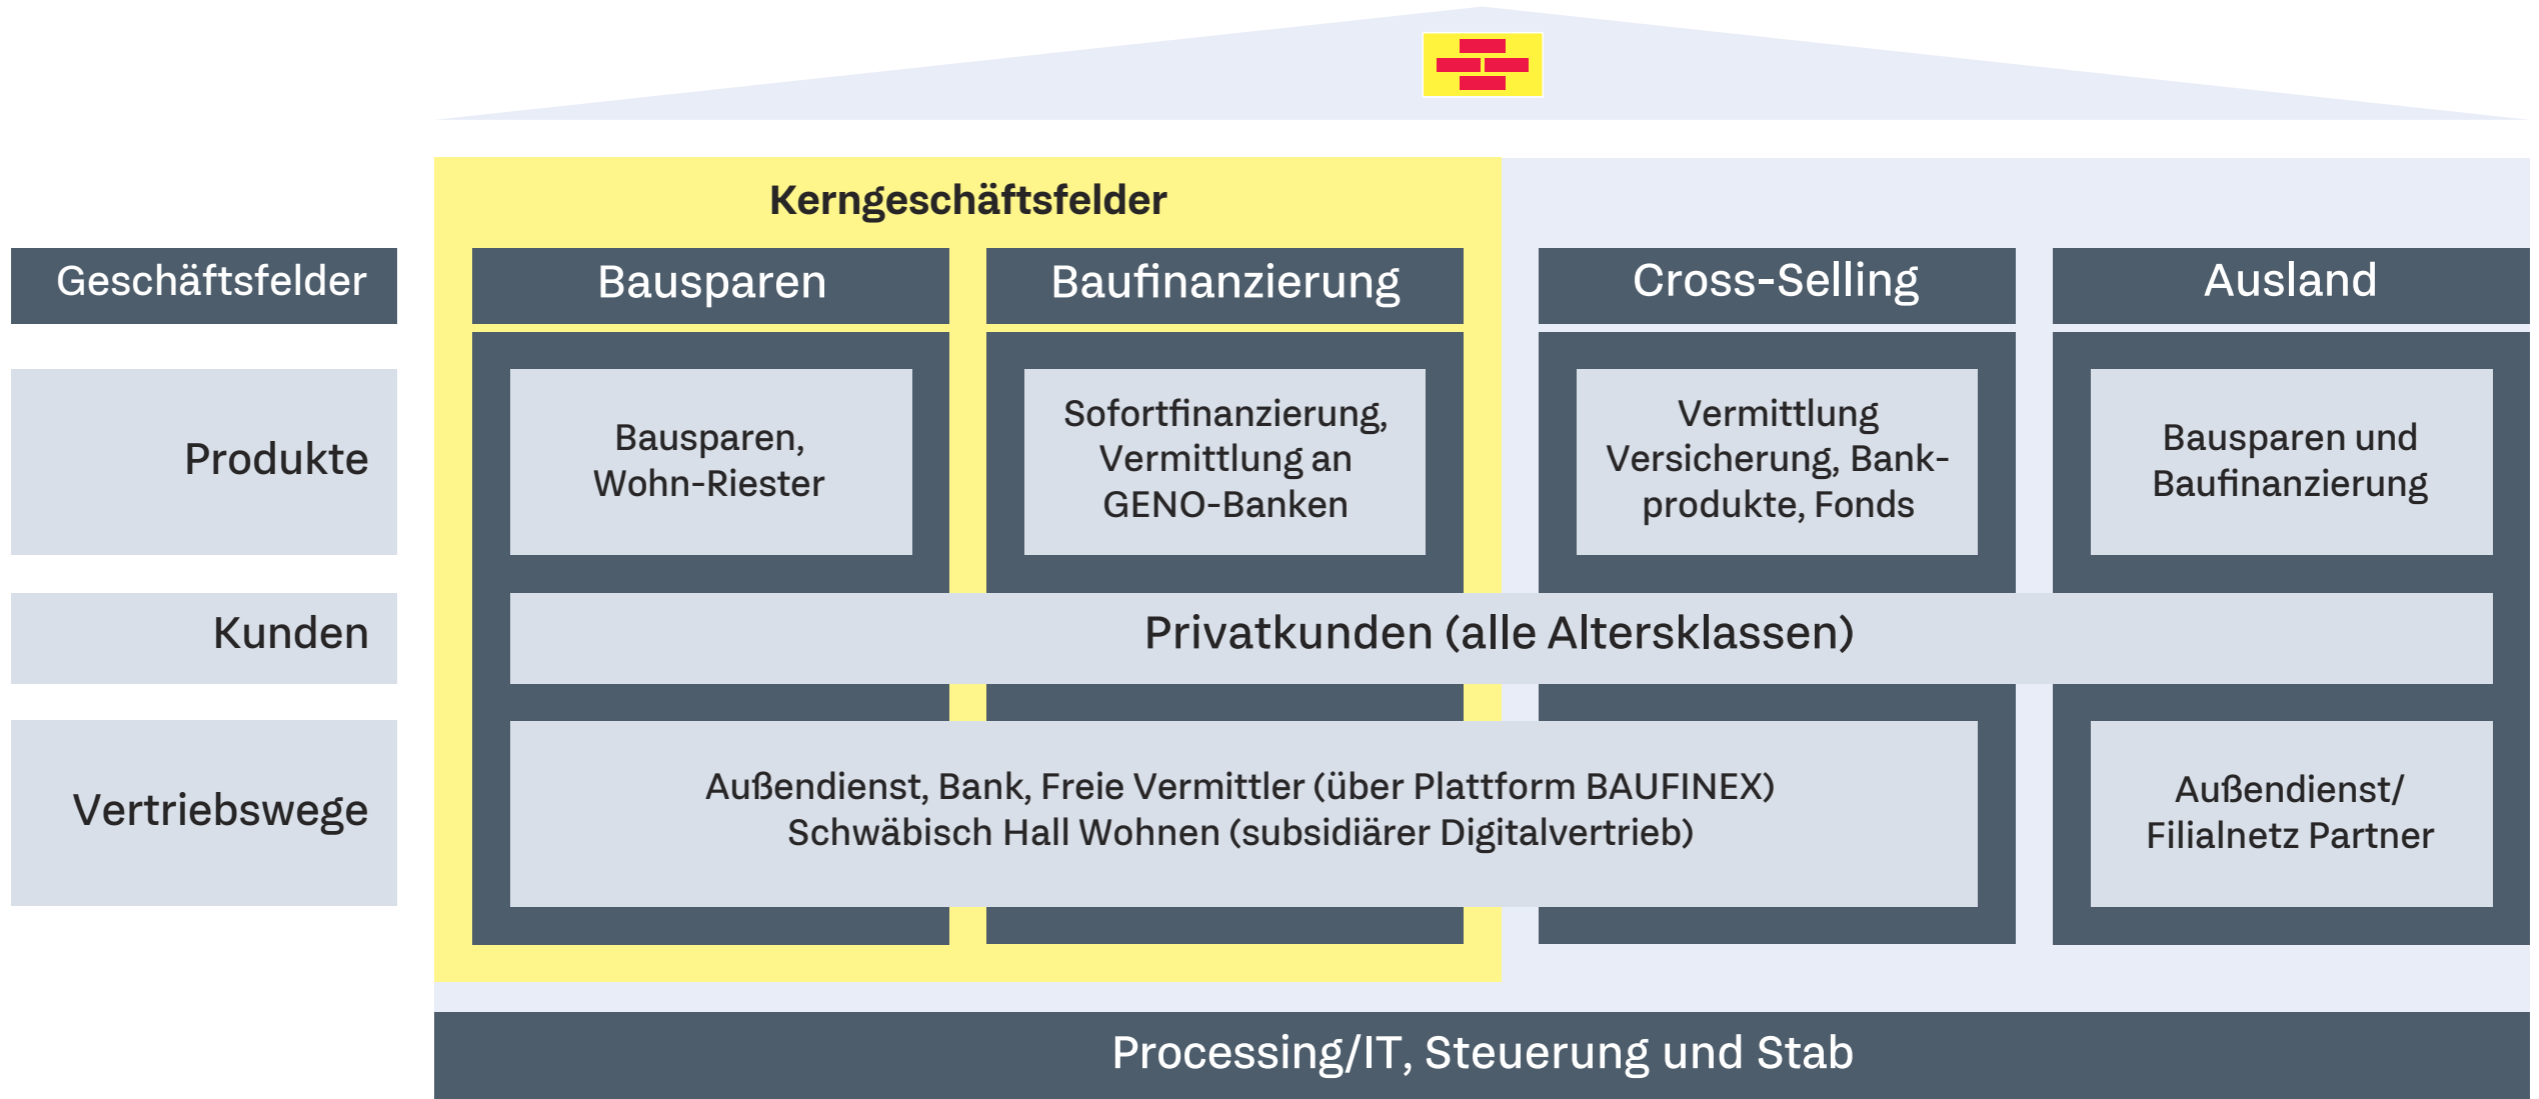 Kerngeschäftsfelder
Geschäftsfelder
Bausparen
Baufinanzierung
Cross-Selling
Ausland
Produkte
Bausparen,
Wohn-Riester
Sofortfinanzierung,
Vermittlung an
GENO-Banken
Vermittlung
Versicherung, Bank-
produkte, Fonds
Bausparen und
Baufinanzierung
Kunden
Privatkunden (alle Altersklassen)
Vertriebswege
Außendienst, Bank, Freie Vermittler (über Plattform BAUFINEX)
Schwäbisch Hall Wohnen (subsidiärer Digitalvertrieb)
Außendienst/
Filialnetz Partner
Processing/IT, Steuerung und Stab